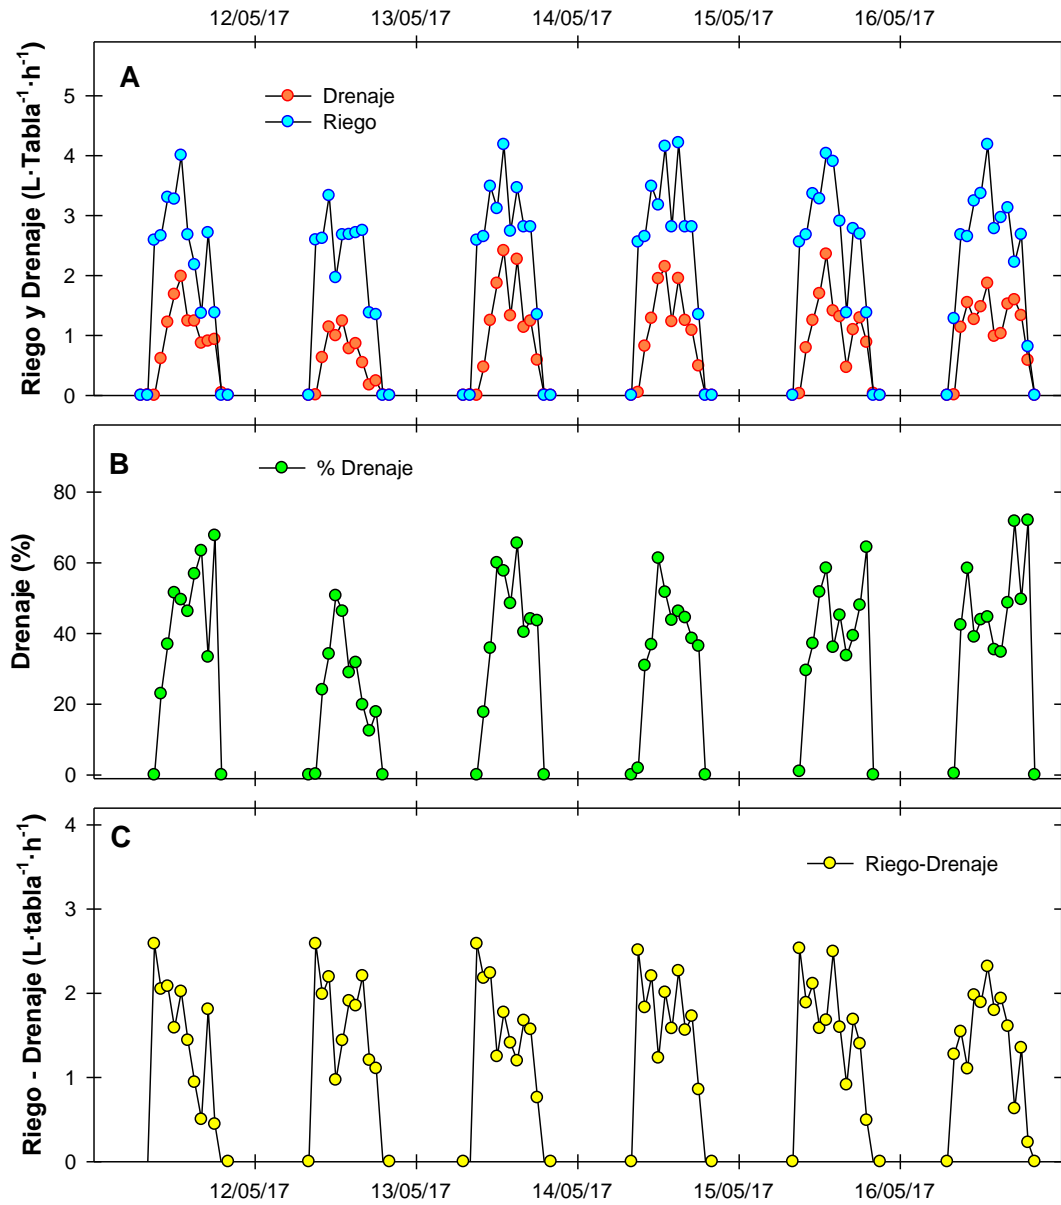 12/05/17 13/05/17 14/05/17 15/05/17 16/05/17
A
Riego y Drenaje (L·Tabla⁻¹·h⁻¹)
5
4
3
2
1
0
Drenaje
Riego
B
Drenaje (%)
80
60
40
20
0
% Drenaje
C
Riego - Drenaje (L·tabla⁻¹·h⁻¹)
4
3
2
1
0
Riego-Drenaje
12/05/17 13/05/17 14/05/17 15/05/17 16/05/17